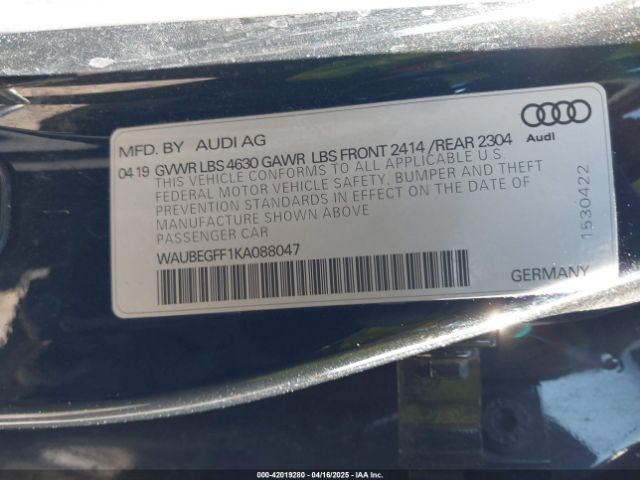 MFD. BY AUDI AG
Audi
04 19 GVWR LBS 4630 GAWR LBS FRONT 2414 /REAR 2304
THIS VEHICLE CONFORMS TO ALL APPLICABLE U.S
FEDERAL MOTOR VEHICLE SAFETY, BUMPER AND THEFT
PREVENTION STANDARDS IN EFFECT ON THE DATE OF
MANUFACTURE SHOWN ABOVE
PASSENGER CAR
WAUBEGFF1KA088047
1530422
GERMANY
000-42019280 - 04/16/2025 - IAAI Inc.